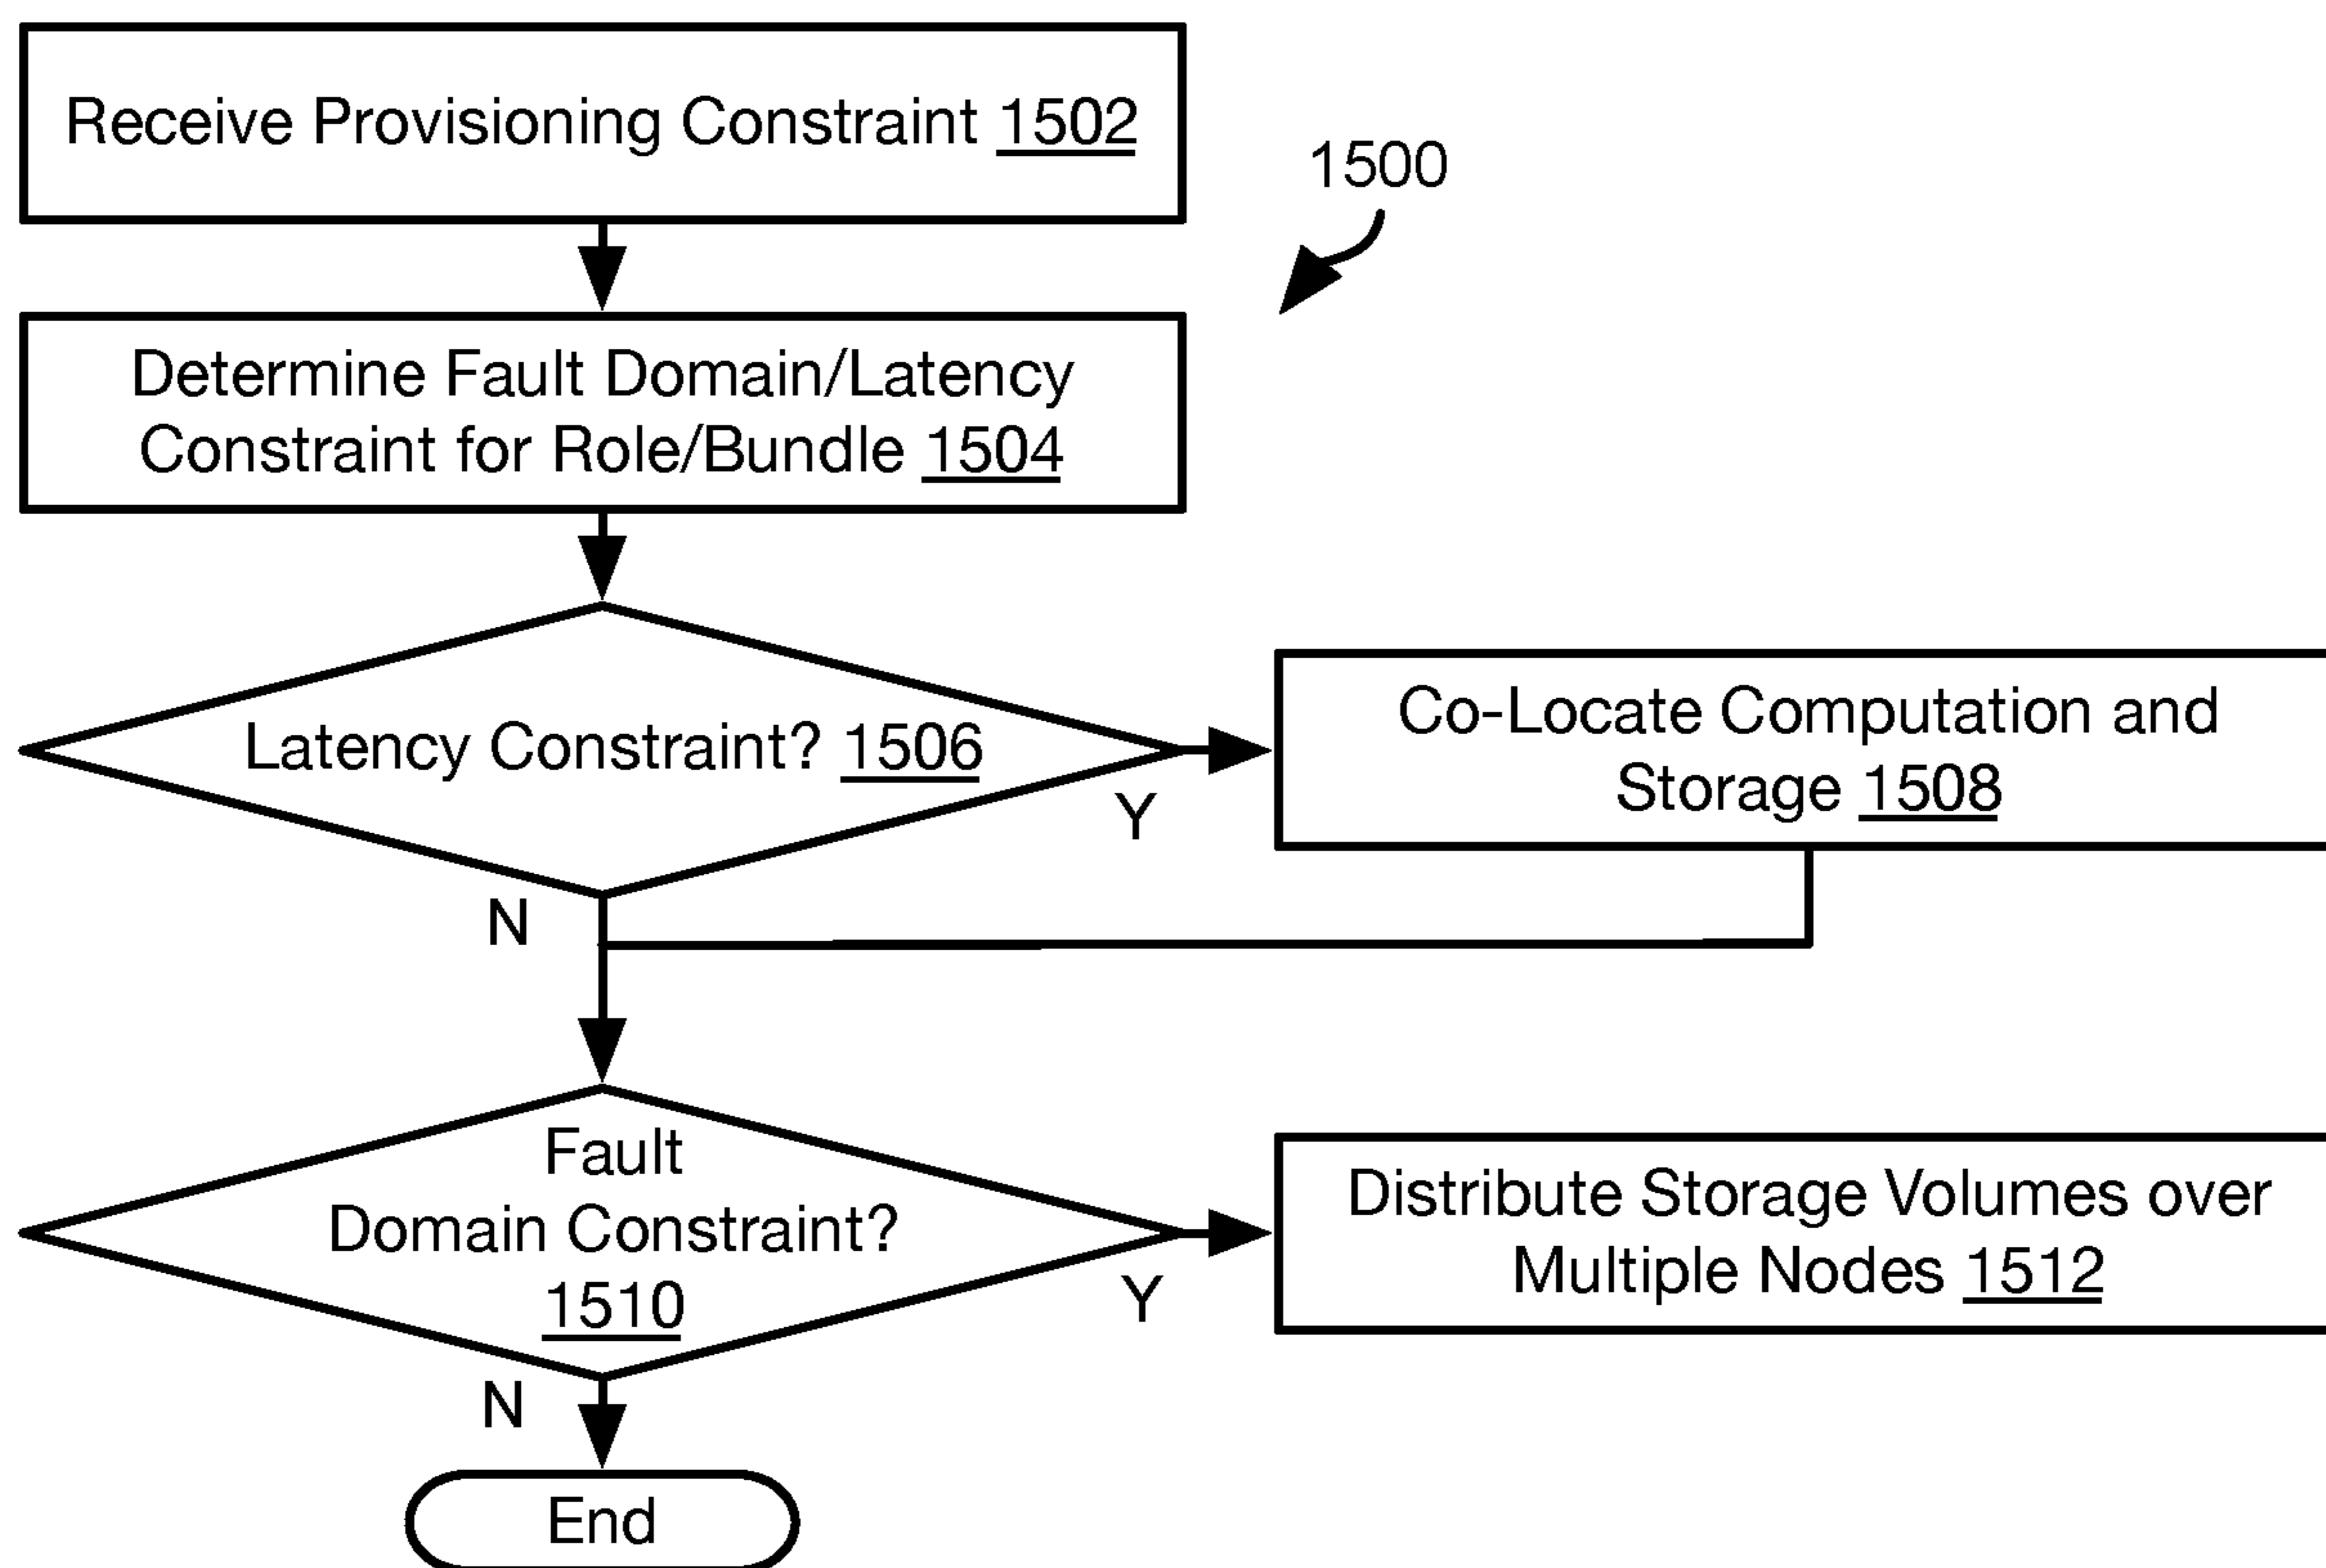 Receive Provisioning Constraint 1502
1500
Determine Fault Domain/Latency
Constraint for Role/Bundle 1504
Latency Constraint? 1506
Y
Co-Locate Computation and
Storage 1508
N
Fault
Domain Constraint?
1510
Y
Distribute Storage Volumes over
Multiple Nodes 1512
N
End